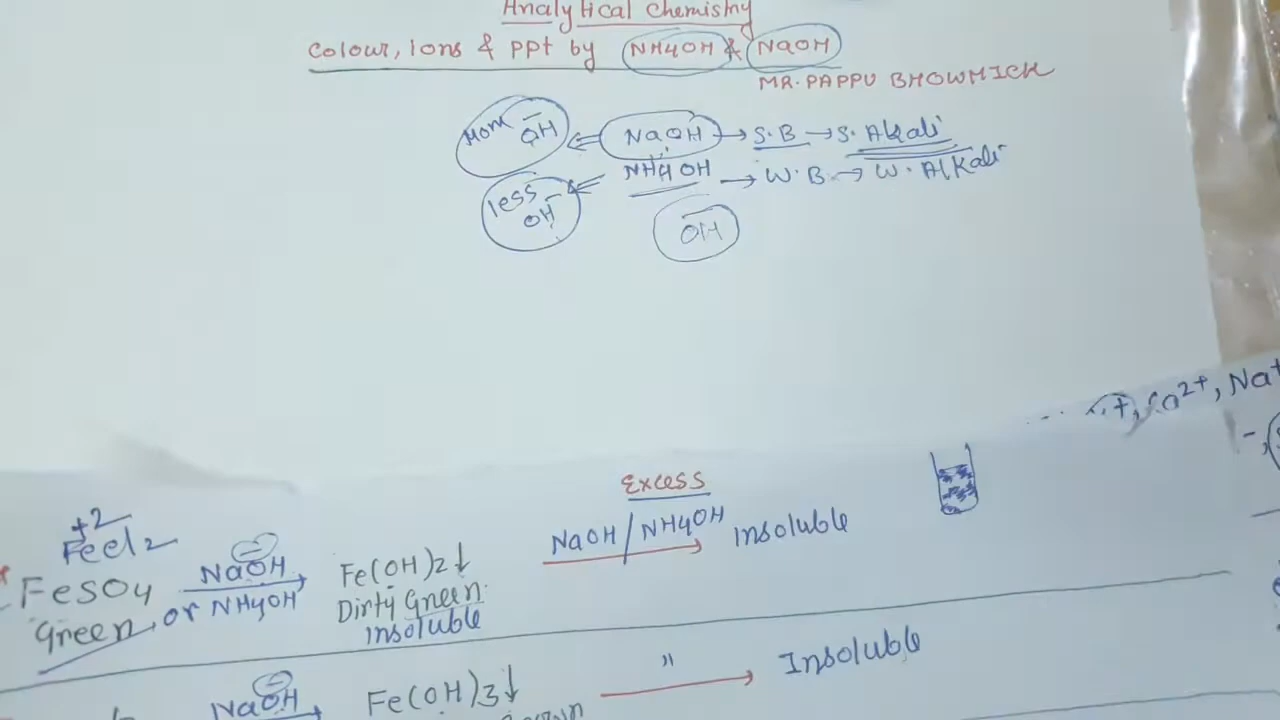 Analytical Chemistry
Colour, Ions & ppt by NH4OH & NaOH
MR. PAPPU BHOWMICK
OH NaOH → S.B → S. Alkali
less OH NH4OH → W.B → W. Alkali
OH
+, Ca2+, Na+
Excess
+2
FeCl2
FeSO4 NaOH Fe(OH)2↓ NaOH/NH4OH Insoluble
Green or NH4OH Dirty Green
Insoluble
NaOH Fe(OH)3↓ " Insoluble